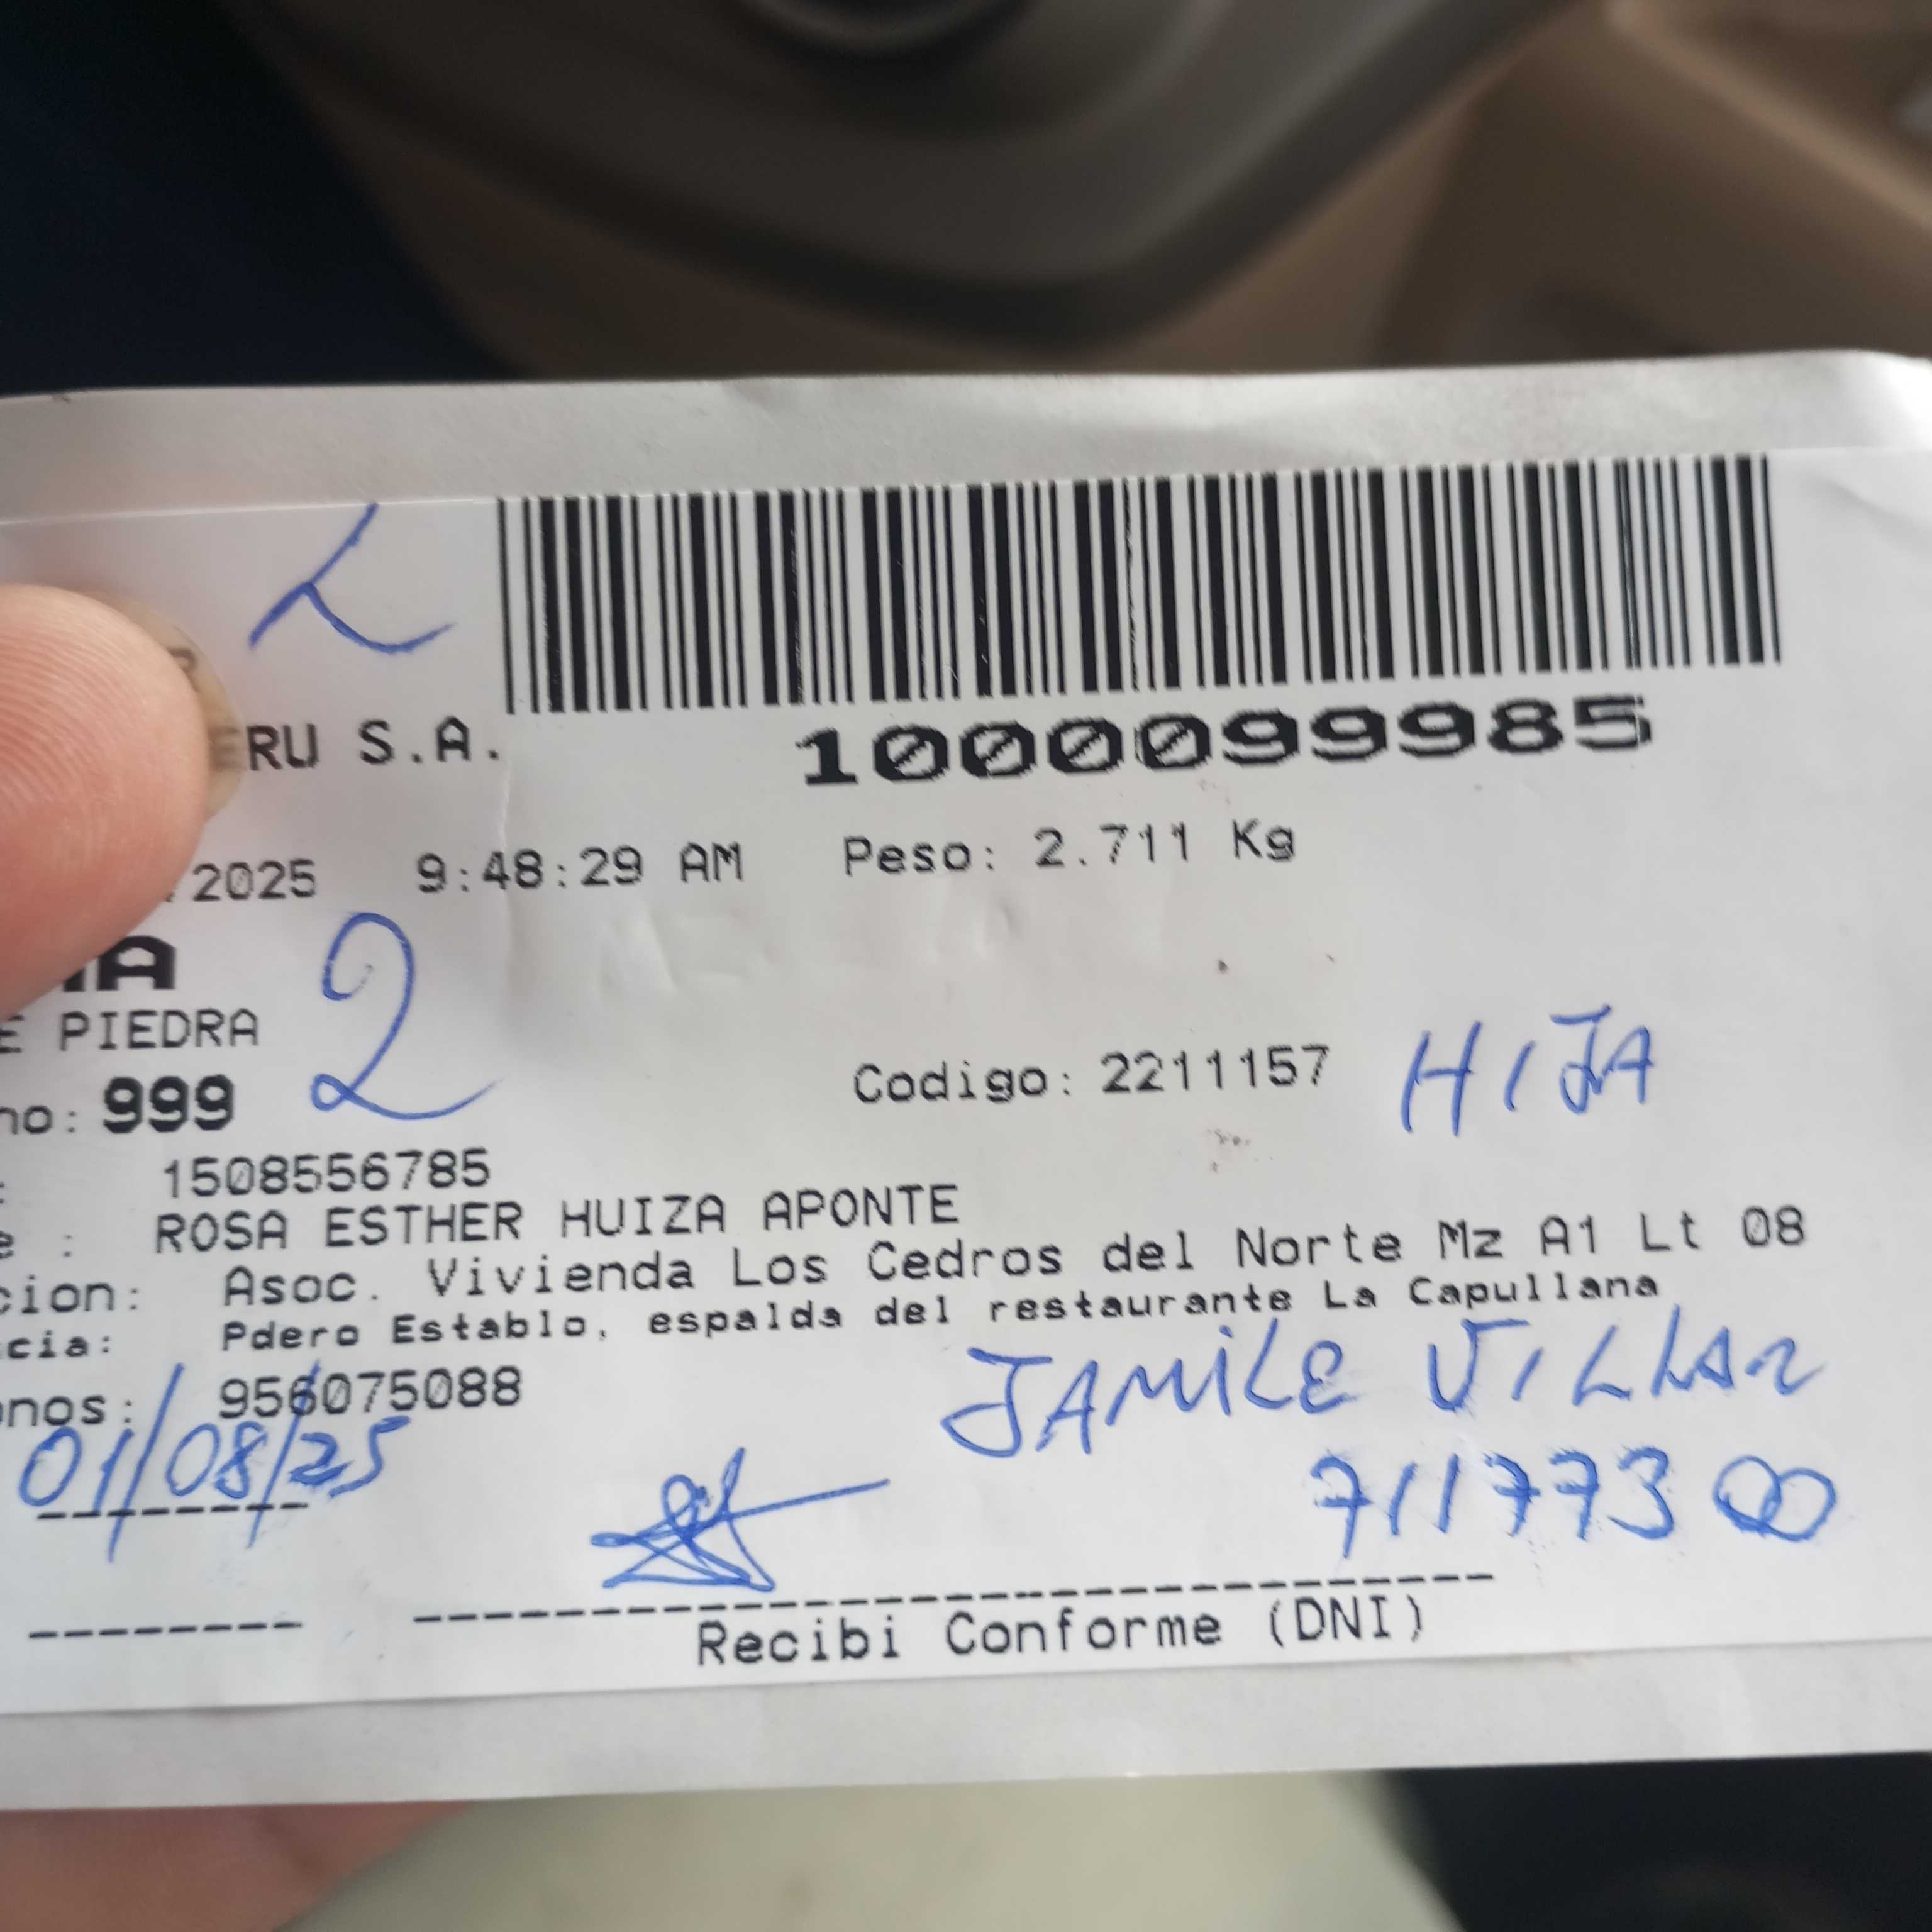 ERU S.A.
1000099985
2025 9:48:29 AM Peso: 2.711 Kg
2
E PIEDRA
Codigo: 2211157 HIJA
no: 999
: 1508556785
e : ROSA ESTHER HUIZA APONTE
cion: Asoc. Vivienda Los Cedros del Norte Mz A1 Lt 08
cia: Pdero Establo, espalda del restaurante La Capullana
onos: 956075088
JAMILE VILLAR
01/08/25
71177300
Recibi Conforme (DNI)